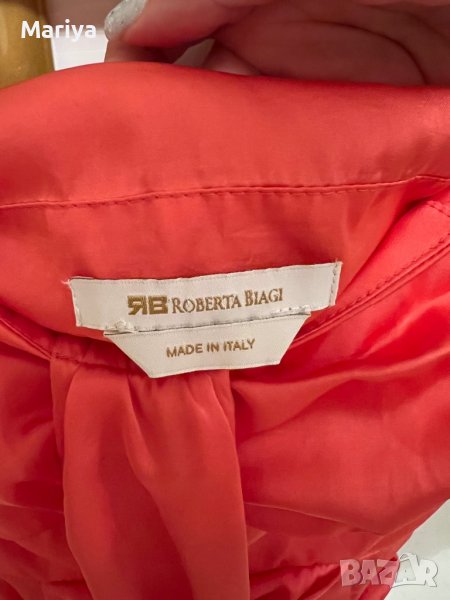 Mariya
RB ROBERTA BIAGI
MADE IN ITALY
BAZAR